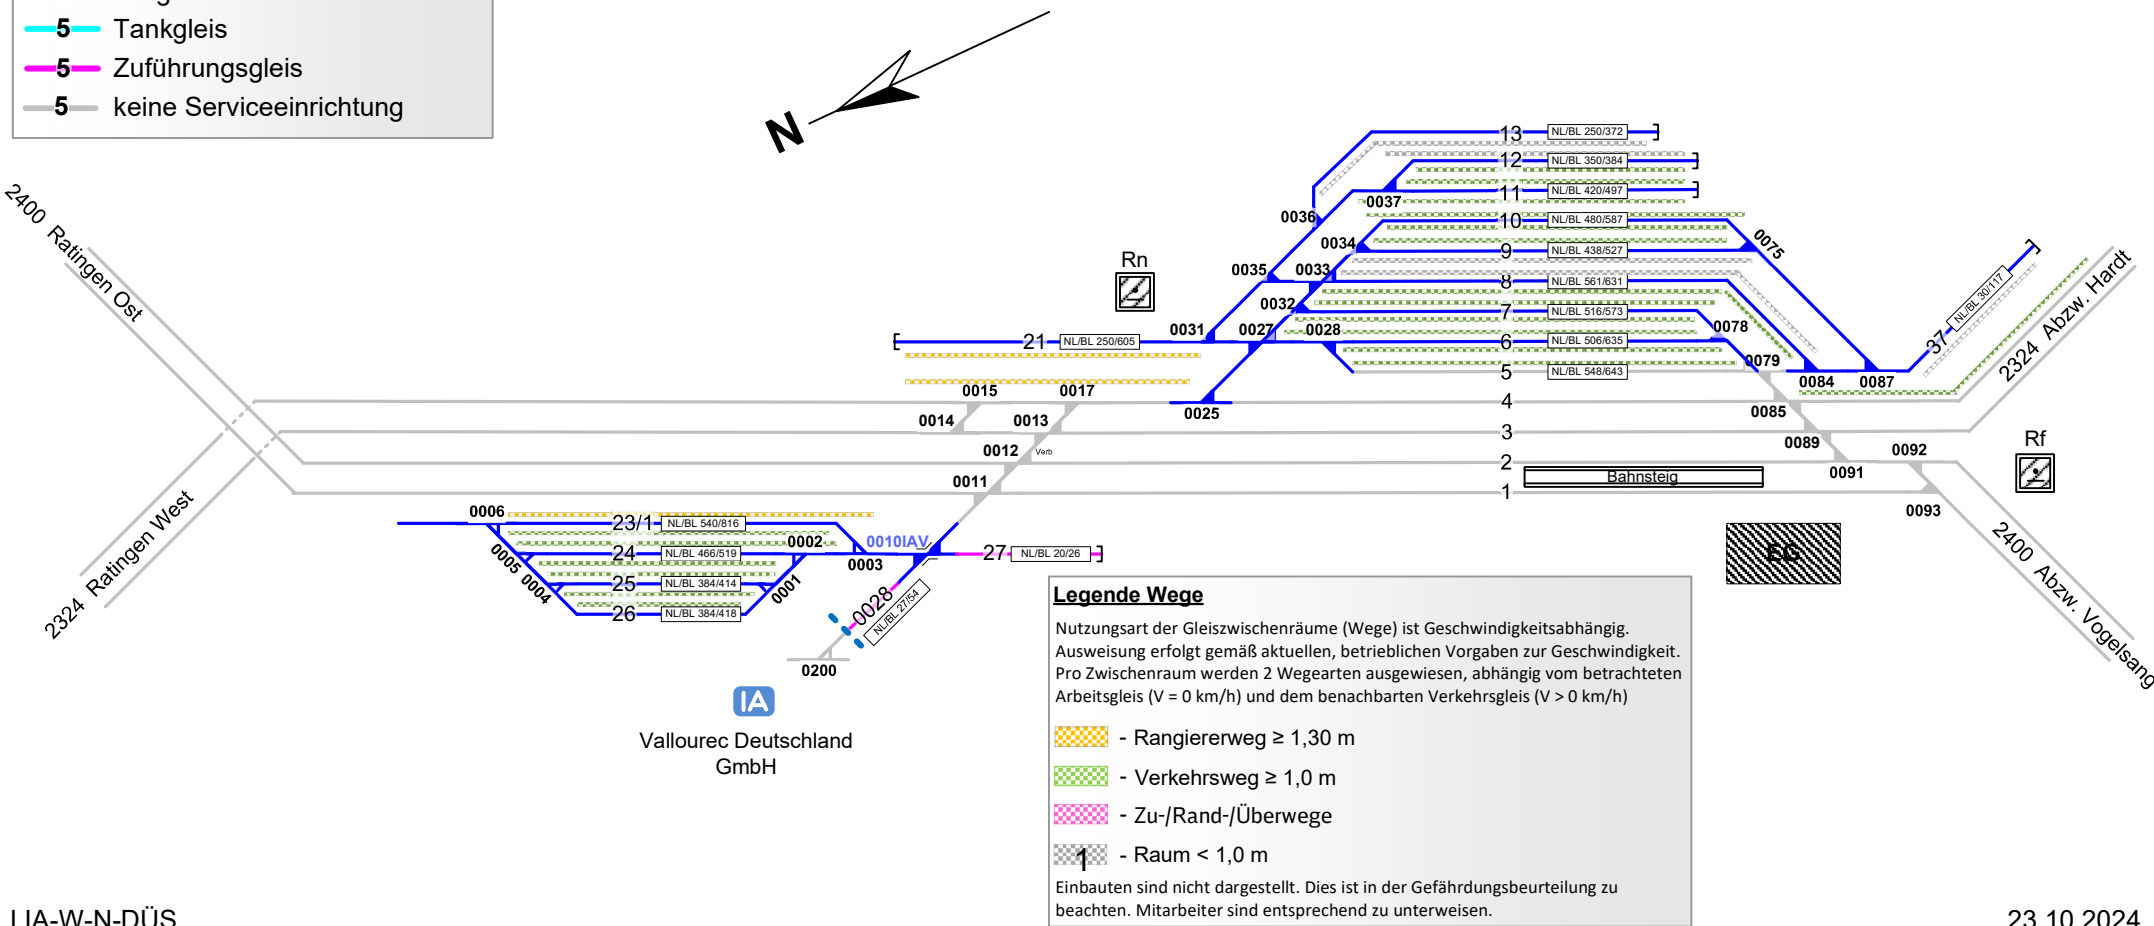 5 Tankgleis
5 Zuführungsgleis
5 keine Serviceeinrichtung
N
2400 Ratingen Ost
2324 Ratingen West
13 NL/BL 250/372
12 NL/BL 350/384
11 NL/BL 420/497
10 NL/BL 480/587
9 NL/BL 438/527
8 NL/BL 561/631
7 NL/BL 516/573
6 NL/BL 506/635
5 NL/BL 548/643
4
3
2
1
21 NL/BL 250/605
37 NL/BL 30/117
0036
0037
0034
0035
0033
0032
0031
0027
0028
0025
0075
0078
0079
0084
0087
0085
0089
0091
0092
0093
Rn
Rf
2324 Abzw. Hardt
2400 Abzw. Vogelsang
0015
0017
0014
0013
0012
Verb
0011
Bahnsteig
EG
0006
0005
0004
0002
0001
0003
0010IAV
23/1 NL/BL 540/816
24 NL/BL 466/519
25 NL/BL 384/414
26 NL/BL 384/418
27 NL/BL 20/26
0028
NL/BL 27/54
0200
IA
Vallourec Deutschland
GmbH
Legende Wege
Nutzungsart der Gleiszwischenräume (Wege) ist Geschwindigkeitsabhängig.
Ausweisung erfolgt gemäß aktuellen, betrieblichen Vorgaben zur Geschwindigkeit.
Pro Zwischenraum werden 2 Wegearten ausgewiesen, abhängig vom betrachteten
Arbeitsgleis (V = 0 km/h) und dem benachbarten Verkehrsgleis (V > 0 km/h)
- Rangiererweg ≥ 1,30 m
- Verkehrsweg ≥ 1,0 m
- Zu-/Rand-/Überwege
1 - Raum < 1,0 m
Einbauten sind nicht dargestellt. Dies ist in der Gefährdungsbeurteilung zu
beachten. Mitarbeiter sind entsprechend zu unterweisen.
I.IA-W-N-DÜS
23.10.2024